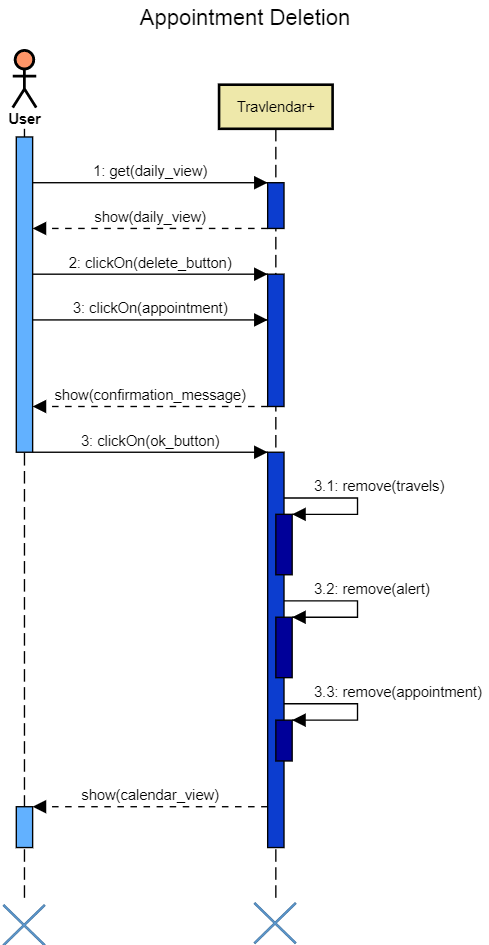 Appointment Deletion
User
Travlendar+
1: get(daily_view)
show(daily_view)
2: clickOn(delete_button)
3: clickOn(appointment)
show(confirmation_message)
3: clickOn(ok_button)
3.1: remove(travels)
3.2: remove(alert)
3.3: remove(appointment)
show(calendar_view)